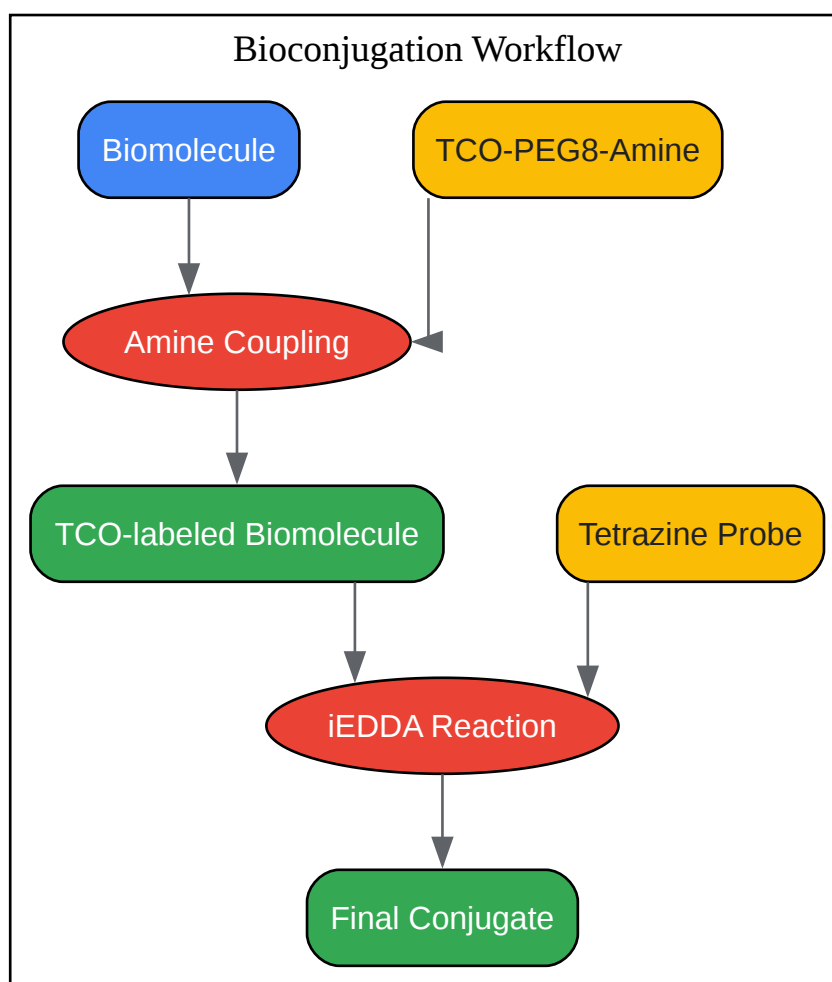 Bioconjugation Workflow
Biomolecule
TCO-PEG8-Amine
Amine Coupling
TCO-labeled Biomolecule
Tetrazine Probe
iEDDA Reaction
Final Conjugate